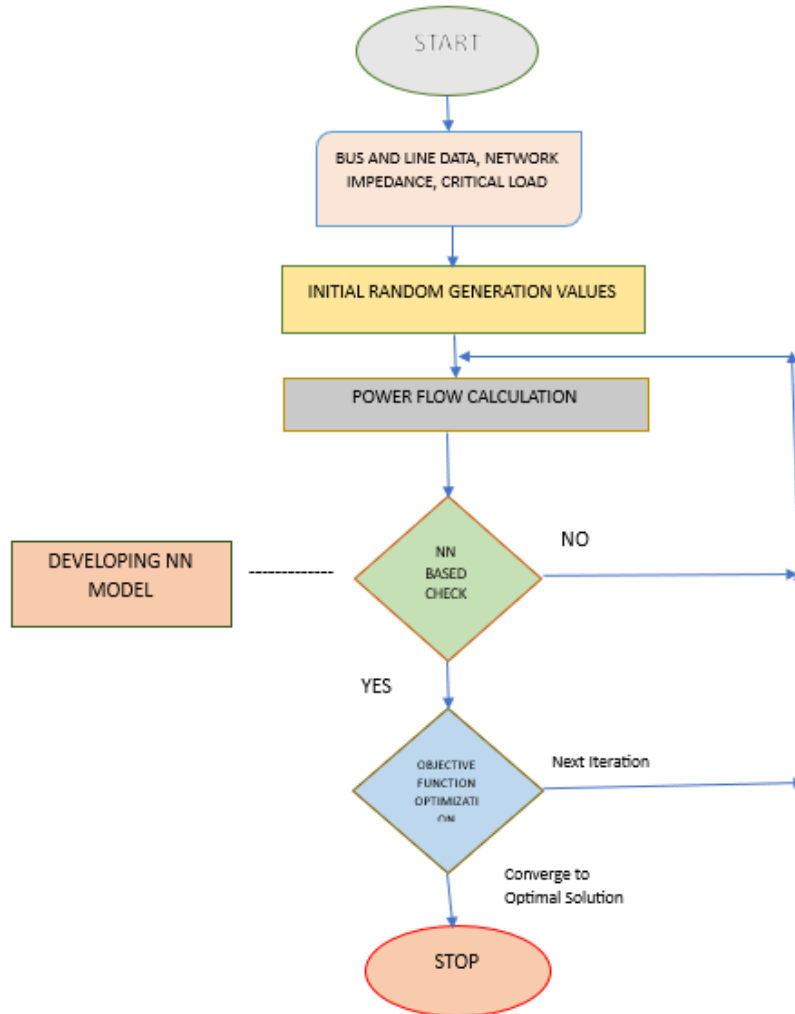 START
BUS AND LINE DATA, NETWORK
IMPEDANCE, CRITICAL LOAD
INITIAL RANDOM GENERATION VALUES
POWER FLOW CALCULATION
NN
BASED
CHECK
NO
DEVELOPING NN
MODEL
YES
OBJECTIVE
FUNCTION
OPTIMIZATI
ON
Next Iteration
Converge to
Optimal Solution
STOP